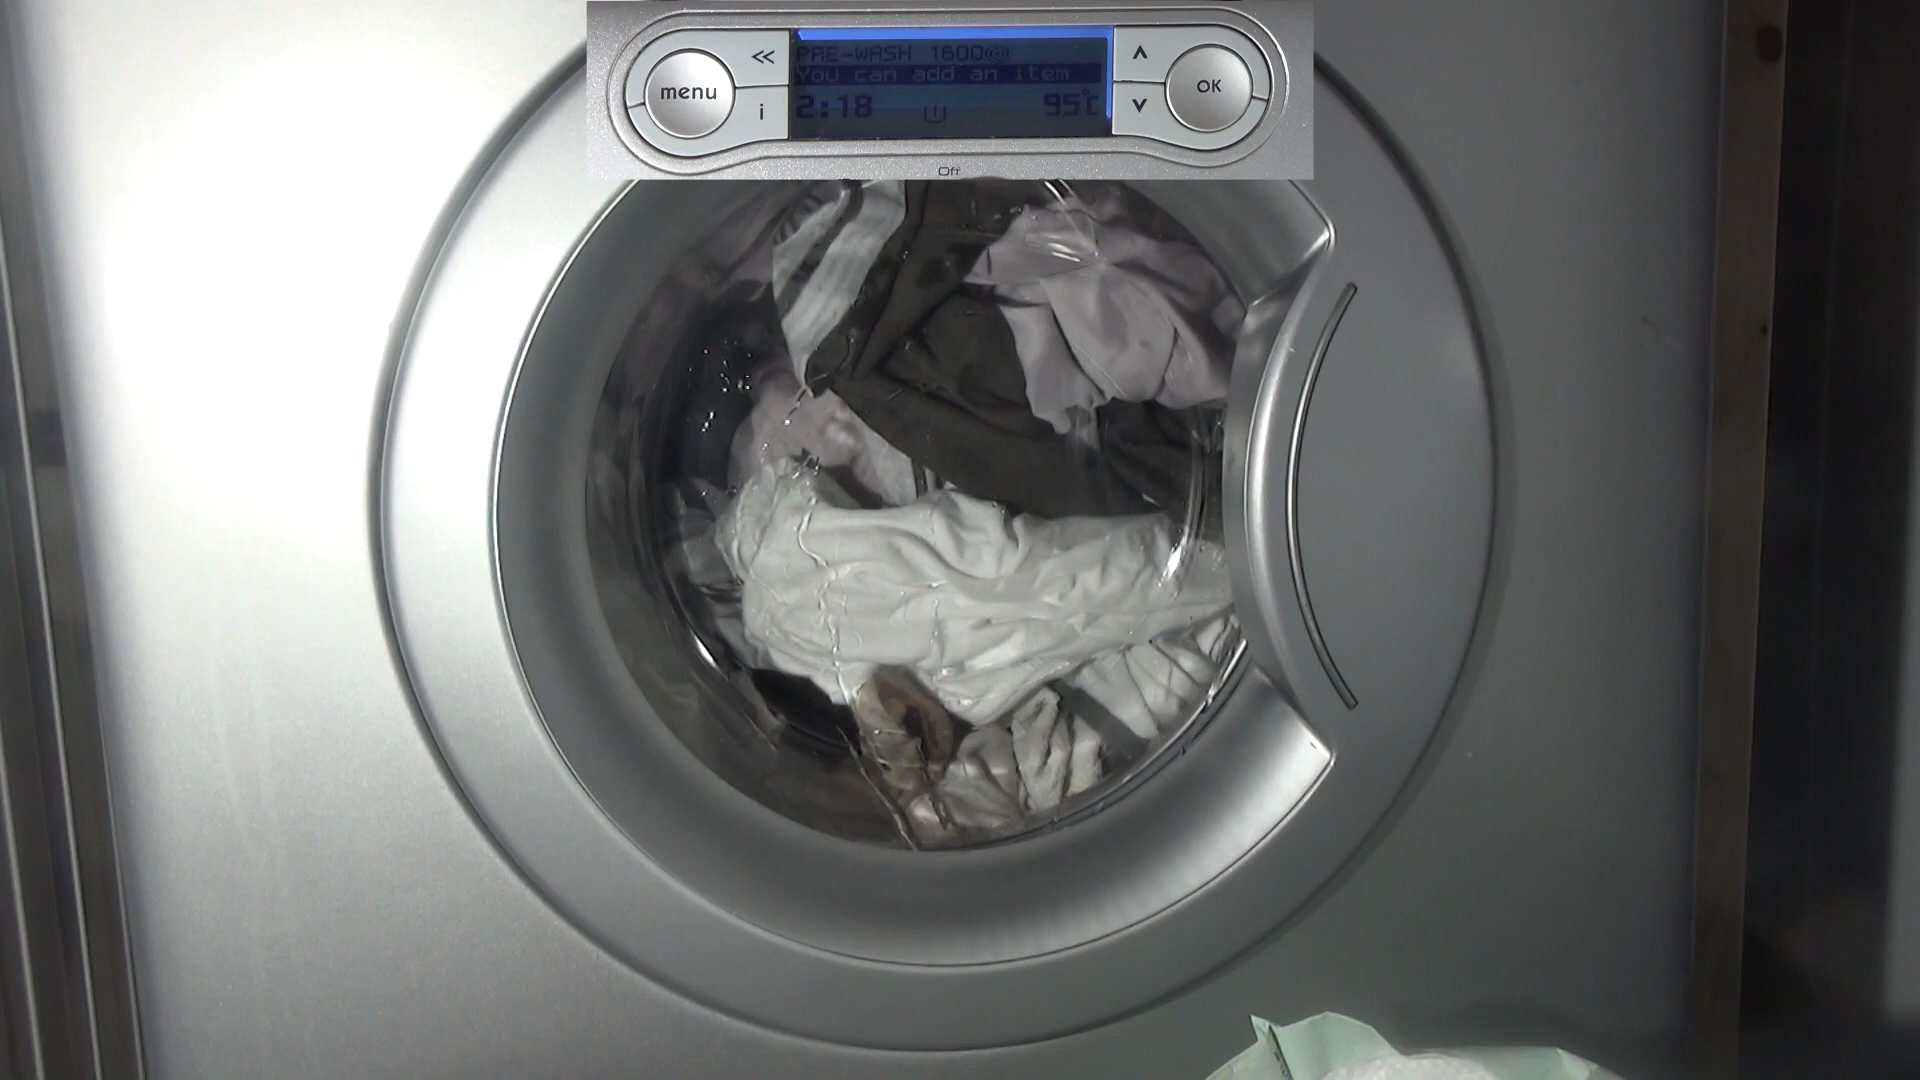 menu
<<
i
PRE-WASH 1600
You can add an item
2:18 95°C
OK
Off